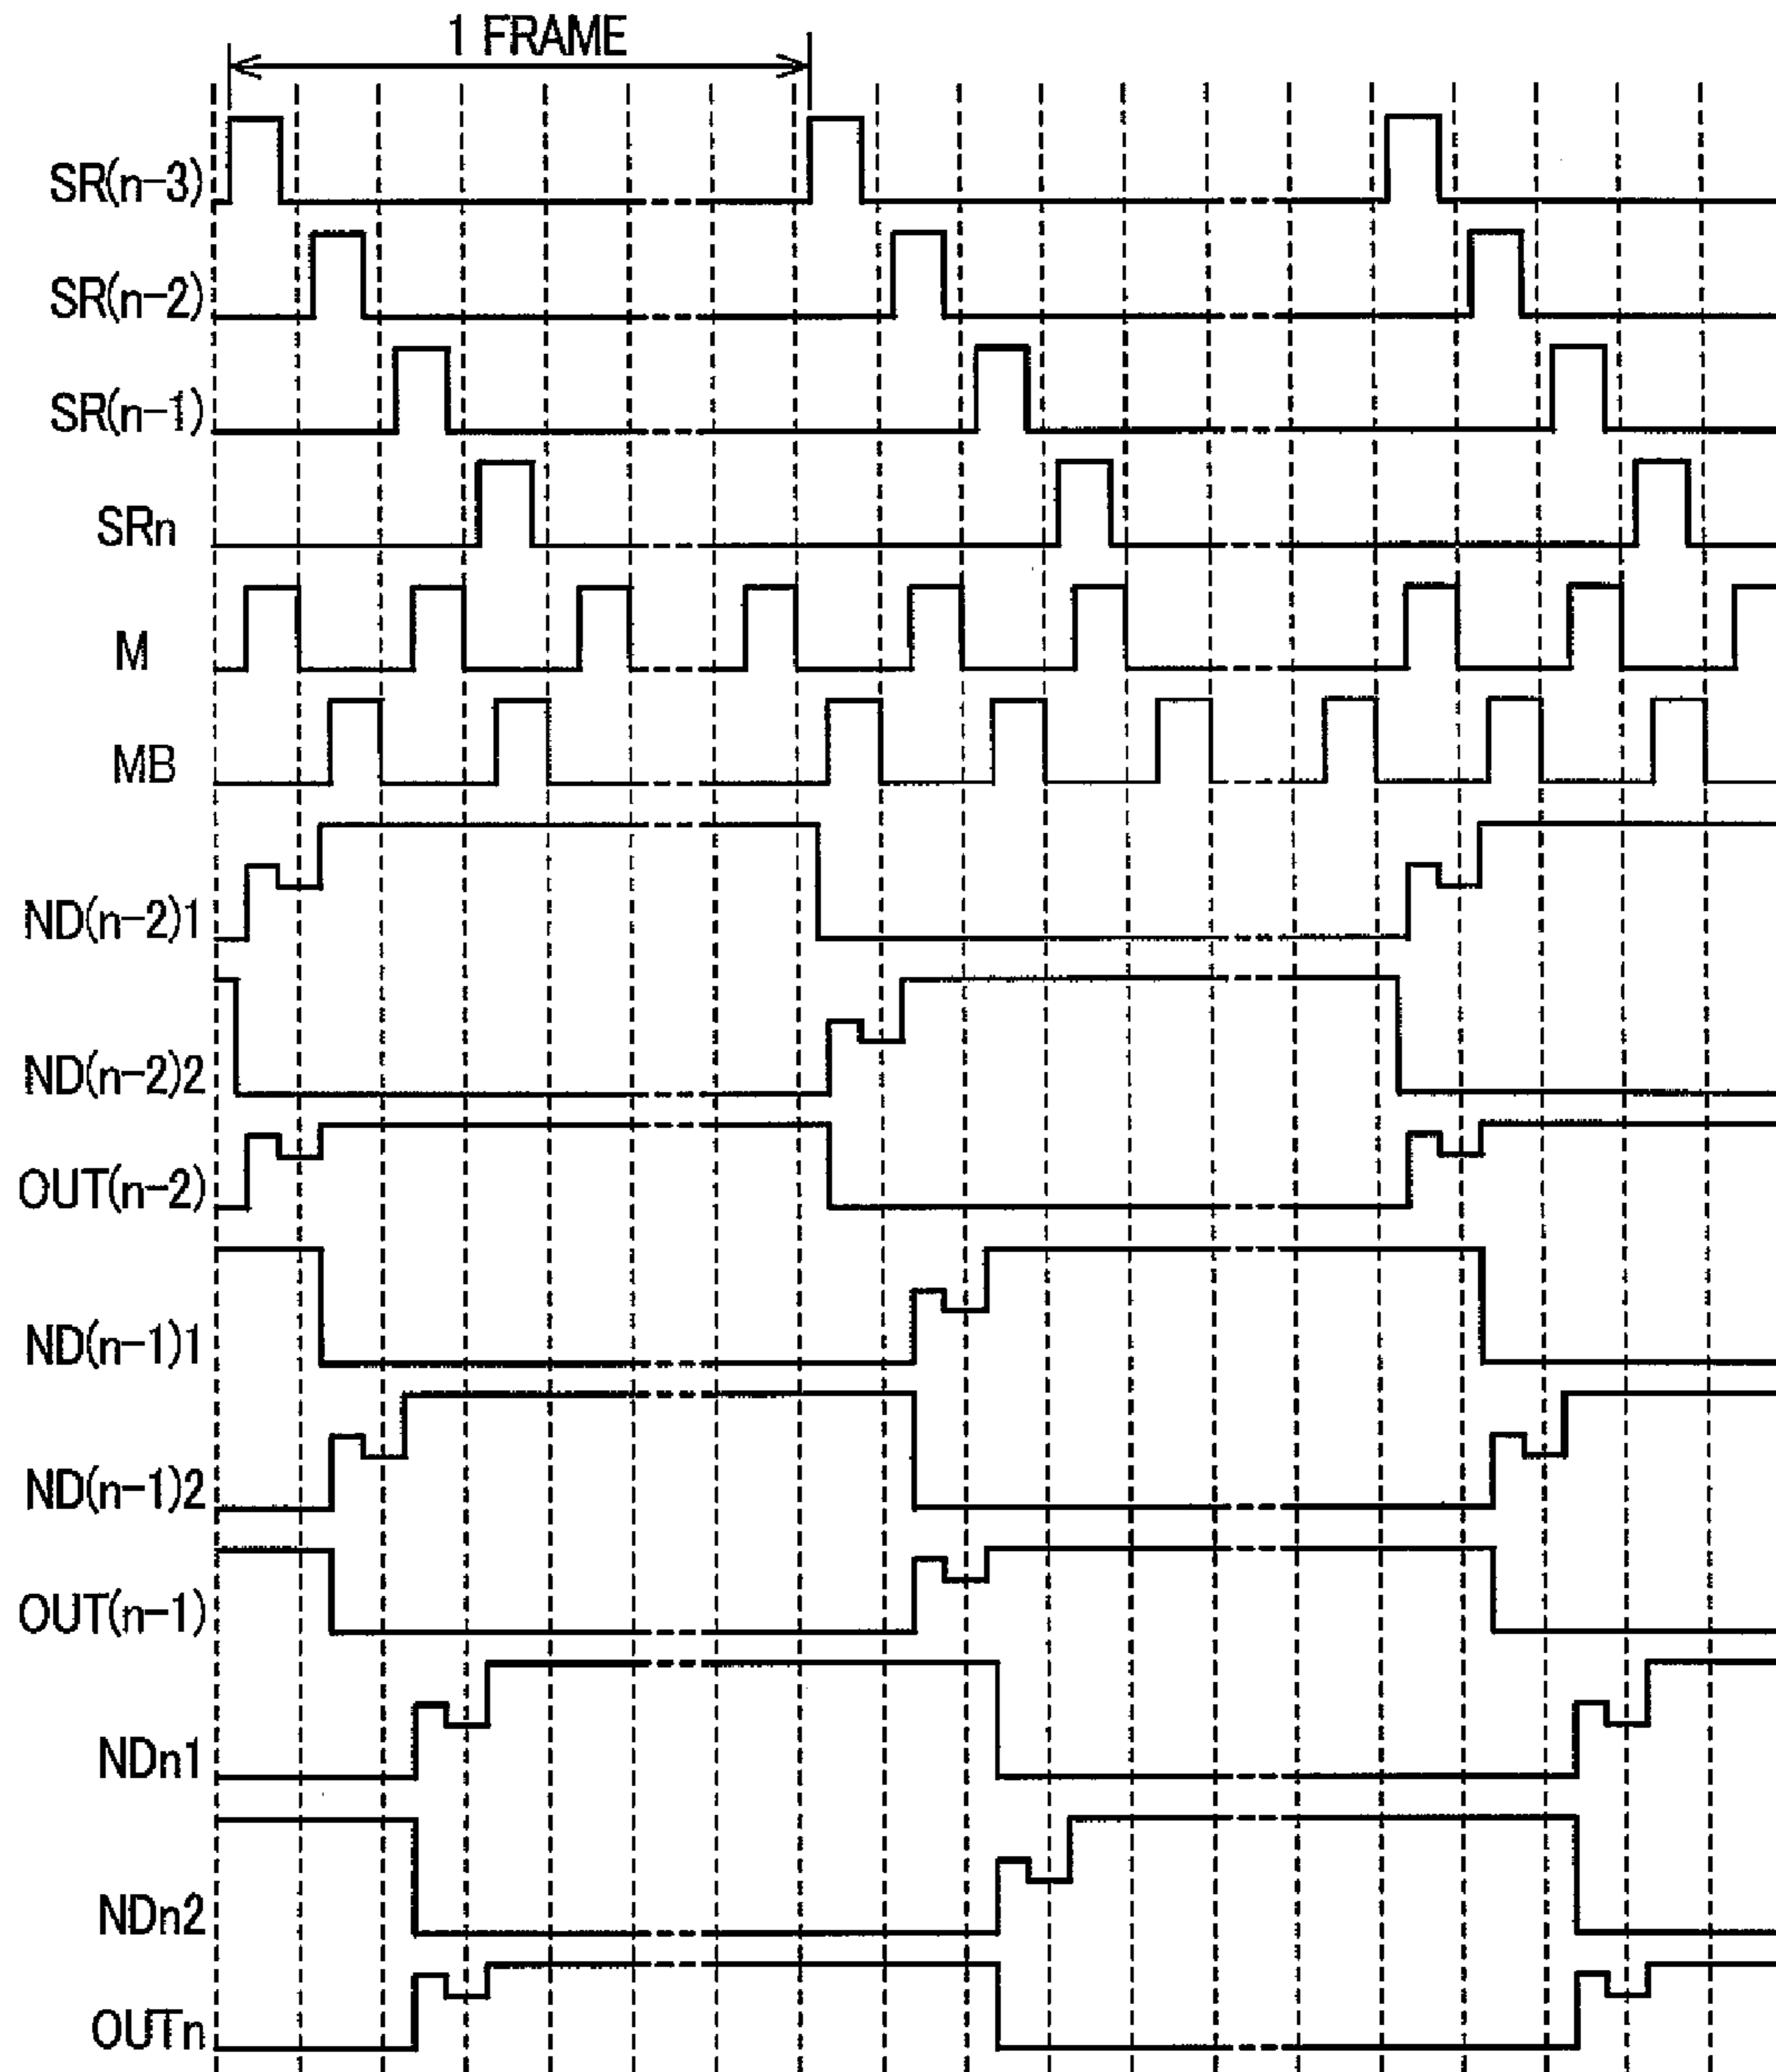 1 FRAME
SR(n-3)
SR(n-2)
SR(n-1)
SRn
M
MB
ND(n-2)1
ND(n-2)2
OUT(n-2)
ND(n-1)1
ND(n-1)2
OUT(n-1)
NDn1
NDn2
OUTn